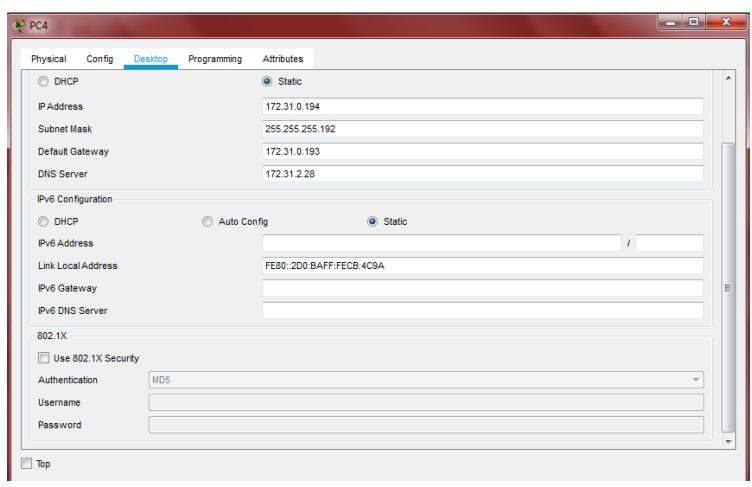 PC4
Physical Config Desktop Programming Attributes
DHCP Static
IP Address 172.31.0.194
Subnet Mask 255.255.255.192
Default Gateway 172.31.0.193
DNS Server 172.31.2.28
IPv6 Configuration
DHCP Auto Config Static
IPv6 Address /
Link Local Address FE80::2D0:BAFF:FECB:4C9A
IPv6 Gateway
IPv6 DNS Server
802.1X
Use 802.1X Security
Authentication MD5
Username
Password
Top